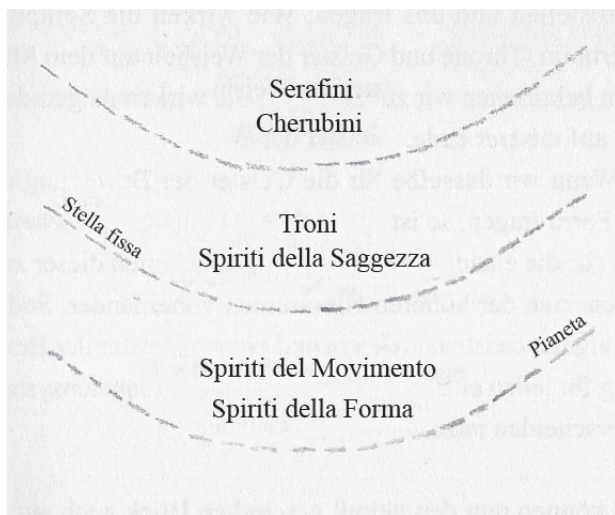 Serafini
Cherubini
Stella fissa
Troni
Spiriti della Saggezza
Pianeta
Spiriti del Movimento
Spiriti della Forma